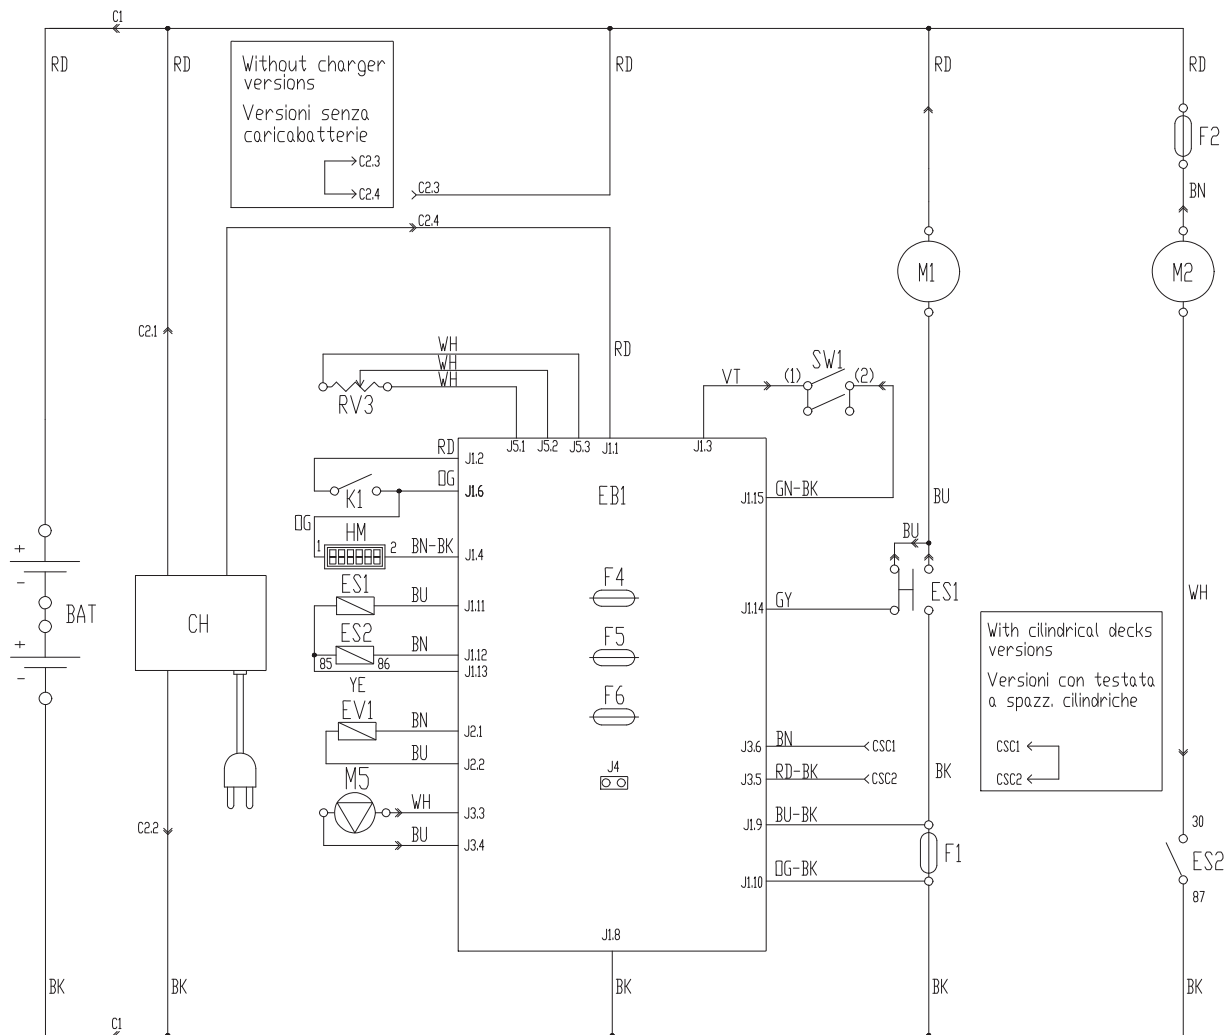 C1
RD
RD
RD
RD
RD
Without charger
versions
Versioni senza
caricabatterie
C2.3
C2.4
C2.3
C2.4
F2
BN
M1
M2
C2.1
WH
WH
WH
RD
RV3
VT
(1)
SW1
(2)
J5.1
J5.2
J5.3
J1.1
J1.3
RD
J1.2
OG
J1.6
K1
EB1
J1.15
GN-BK
BU
OG
HM
1
2
BN-BK
J1.4
BU
+
-
BAT
+
-
CH
ES1
BU
J1.11
F4
J1.14
GY
ES1
WH
ES2
BN
J1.12
85
86
J1.13
F5
With cilindrical decks
versions
Versioni con testata
a spazz. cilindriche
CSC1
CSC2
YE
EV1
BN
J2.1
F6
BU
J2.2
J3.6
BN
CSC1
J4
J3.5
RD-BK
CSC2
BK
M5
WH
J3.3
BU
J3.4
J1.9
BU-BK
C2.2
F1
30
ES2
87
J1.10
OG-BK
J1.8
BK
BK
BK
BK
BK
C1